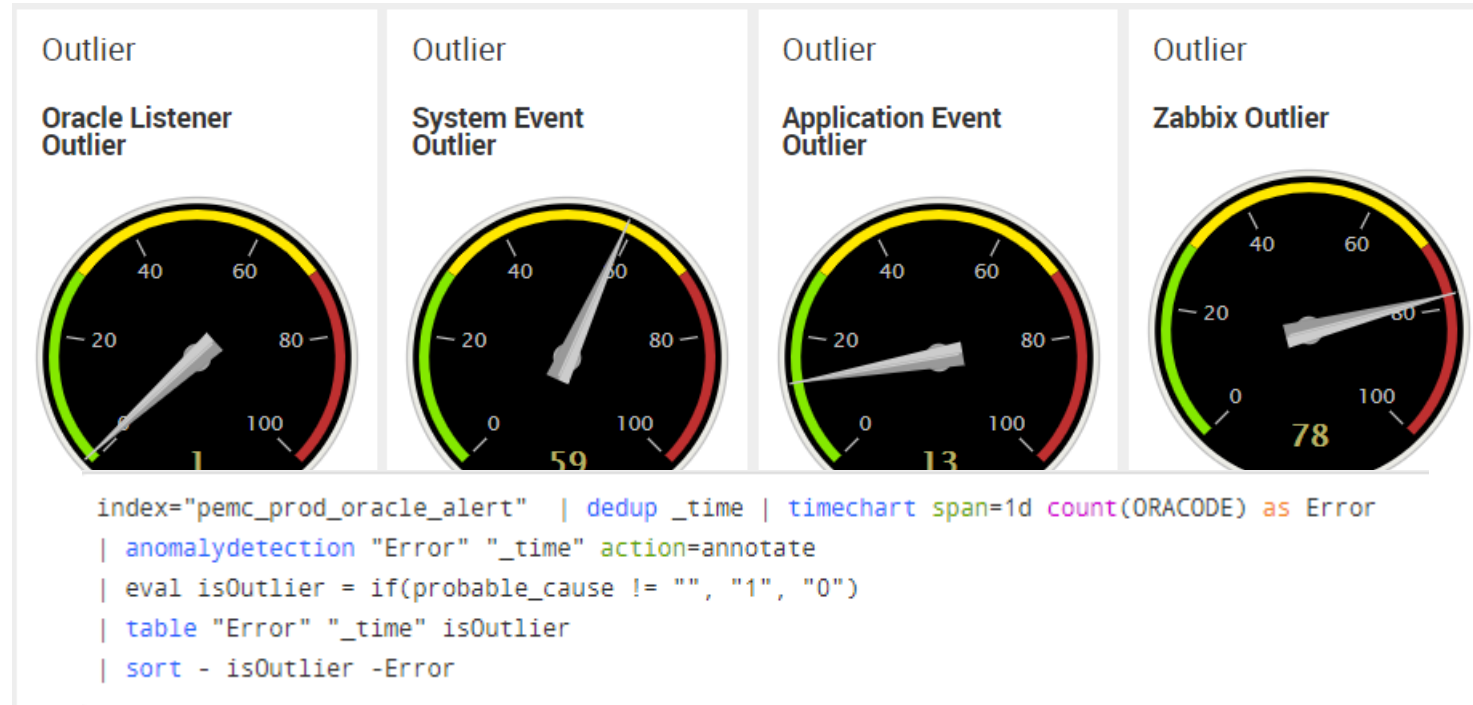 Outlier
Oracle Listener
Outlier
40
60
20
80
0
100
1
Outlier
System Event
Outlier
40
60
20
80
0
100
59
Outlier
Application Event
Outlier
40
60
20
80
0
100
13
Outlier
Zabbix Outlier
40
60
20
80
0
100
78
index="pemc_prod_oracle_alert"  | dedup _time | timechart span=1d count(ORACODE) as Error
| anomalydetection "Error" "_time" action=annotate
| eval isOutlier = if(probable_cause != "", "1", "0")
| table "Error" "_time" isOutlier
| sort - isOutlier -Error